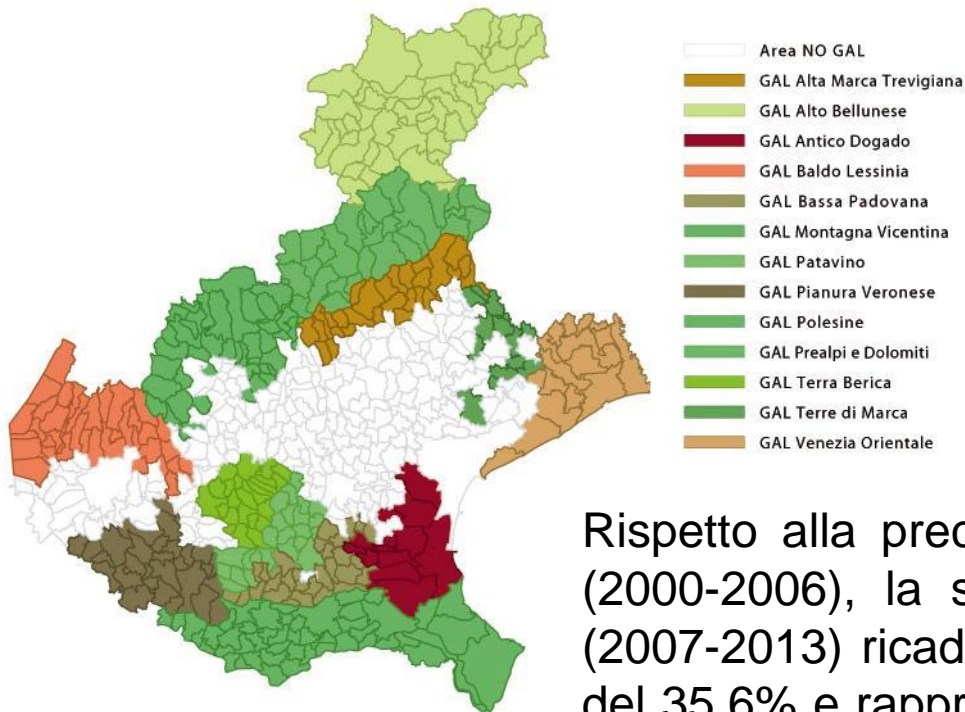 Area NO GAL
GAL Alta Marca Trevigiana
GAL Alto Bellunese
GAL Antico Dogado
GAL Baldo Lessinia
GAL Bassa Padovana
GAL Montagna Vicentina
GAL Patavino
GAL Pianura Veronese
GAL Polesine
GAL Prealpi e Dolomiti
GAL Terra Berica
GAL Terre di Marca
GAL Venezia Orientale
Rispetto alla prec
(2000-2006), la s
(2007-2013) ricad
del 35,6% e rappr